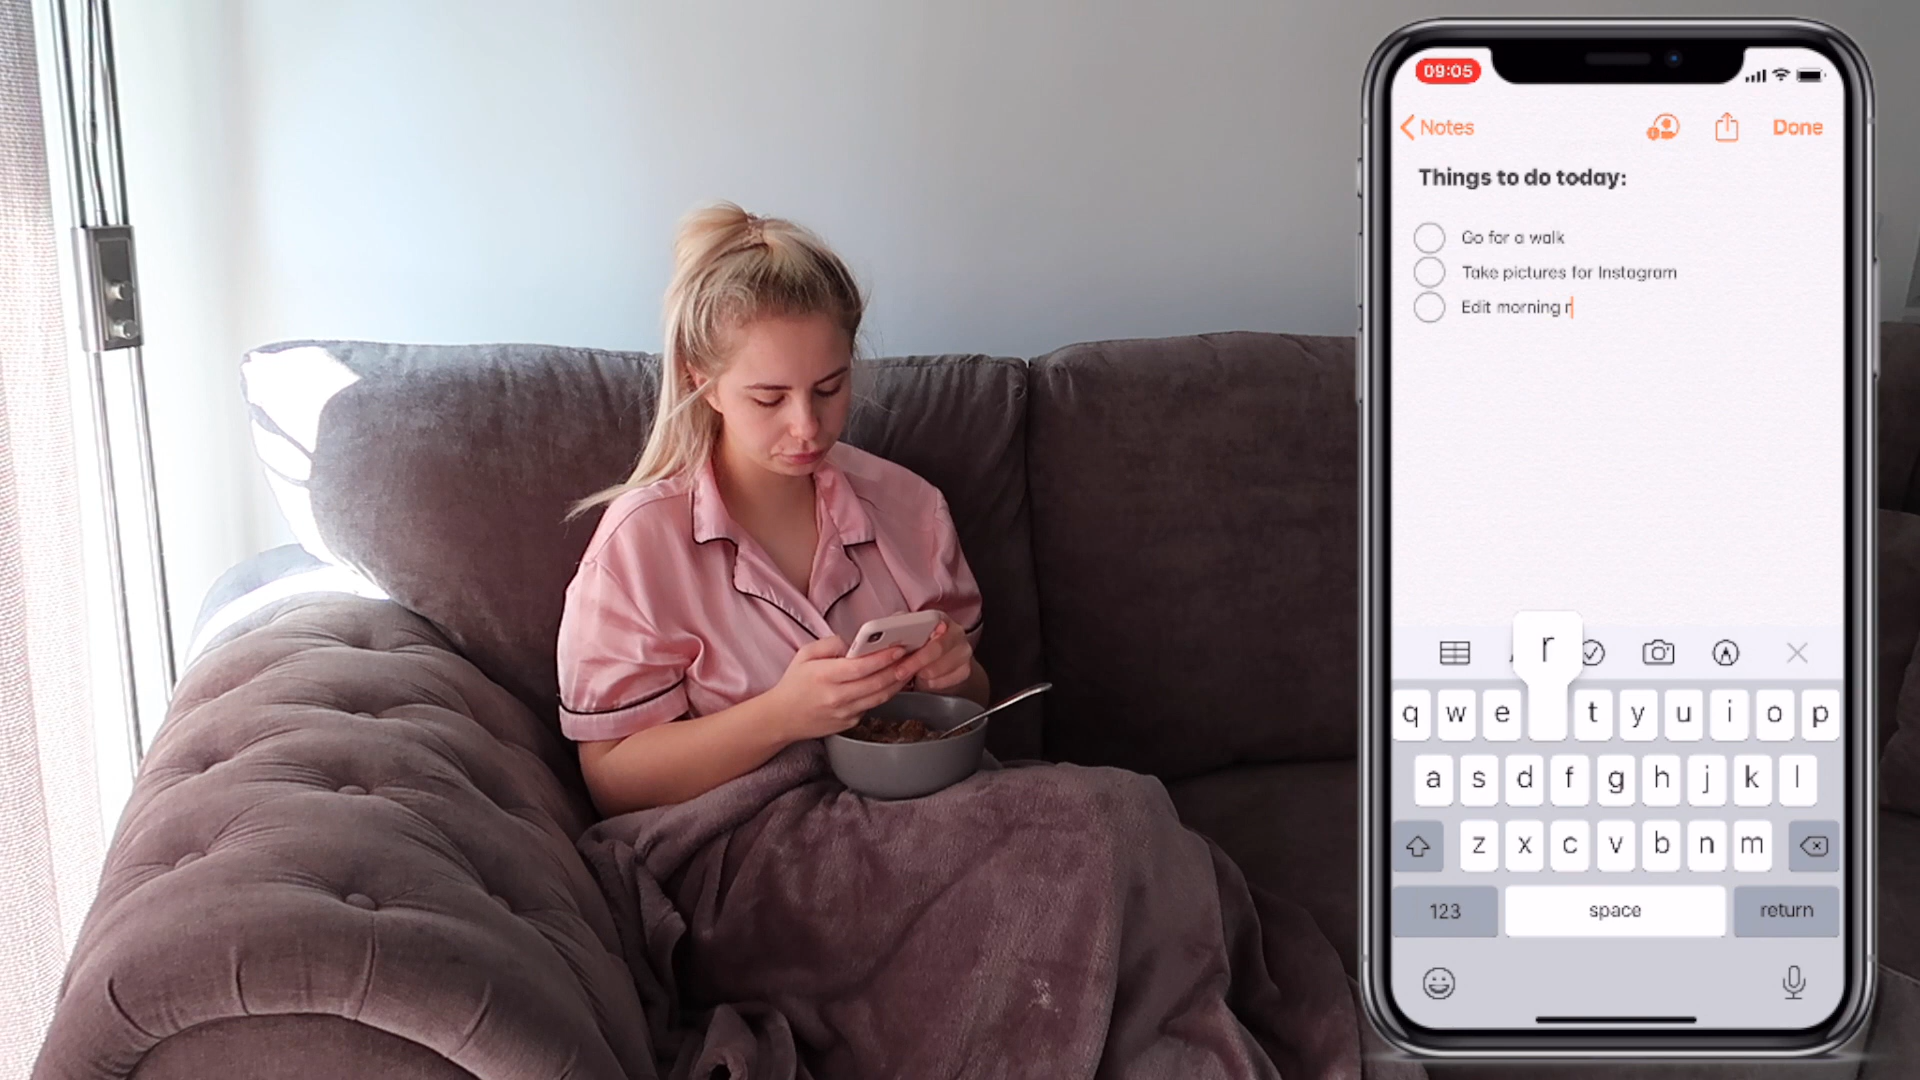 09:05
Notes
Done
Things to do today:
Go for a walk
Take pictures for Instagram
Edit morning r
r
q w e t y u i o p
a s d f g h j k l
z x c v b n m
123 space return